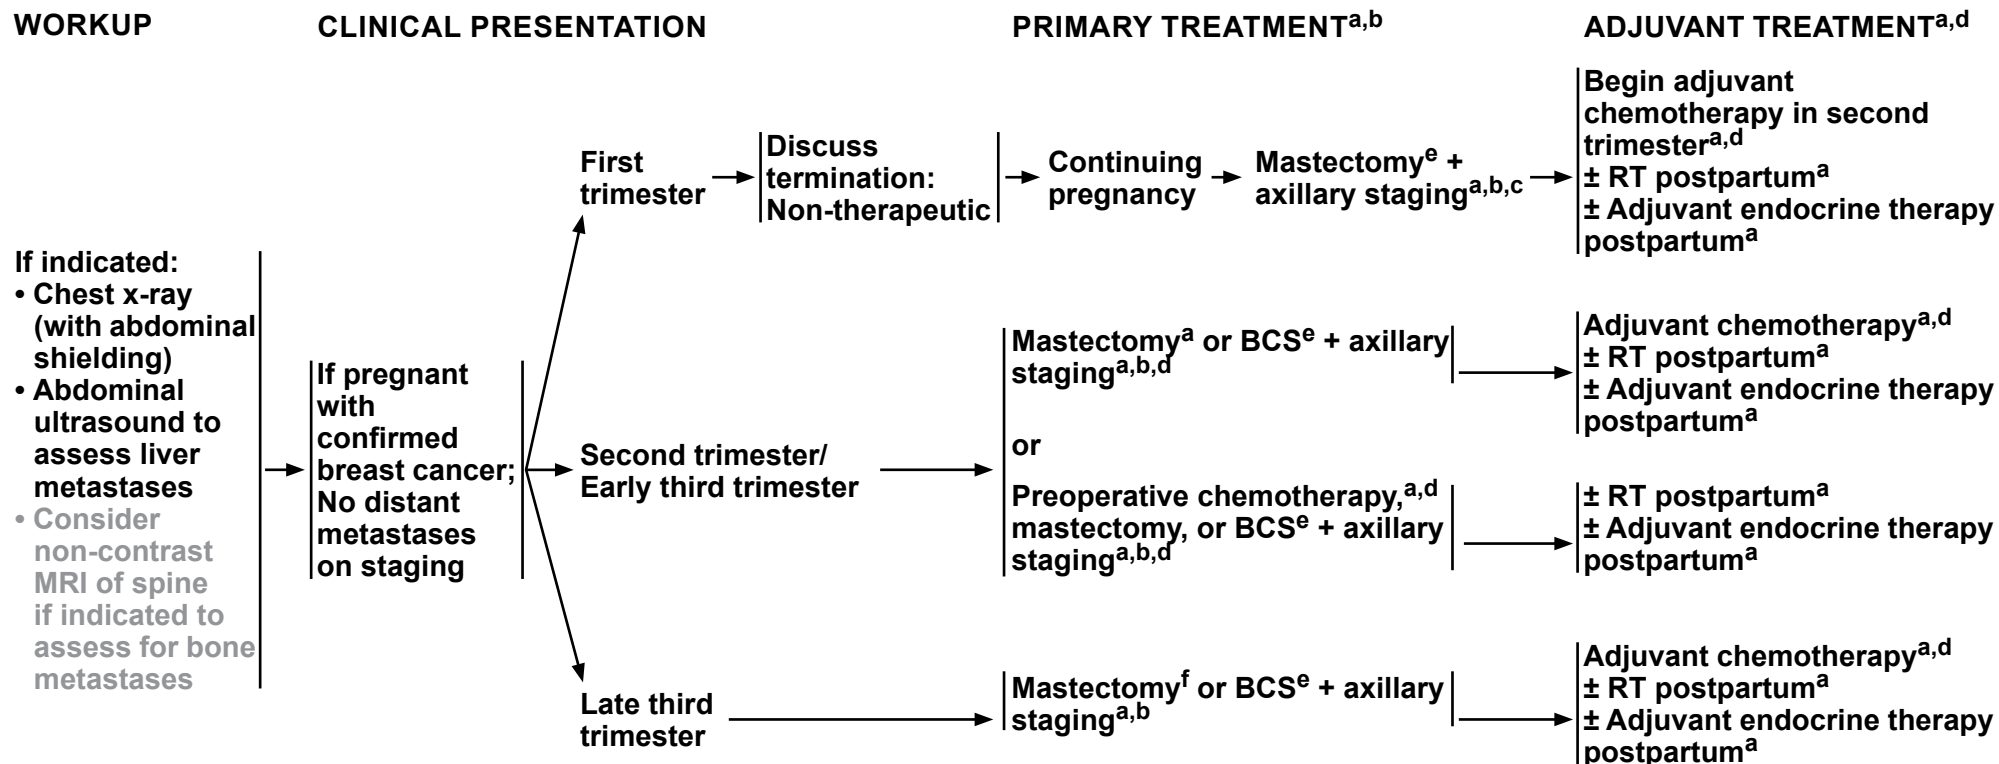 WORKUP
CLINICAL PRESENTATION
PRIMARY TREATMENTa,b
ADJUVANT TREATMENTa,d
If indicated:
• Chest x-ray
(with abdominal
shielding)
• Abdominal
ultrasound to
assess liver
metastases
• Consider
non-contrast
MRI of spine
if indicated to
assess for bone
metastases
If pregnant
with
confirmed
breast cancer;
No distant
metastases
on staging
First
trimester
Discuss
termination:
Non-therapeutic
Continuing
pregnancy
Mastectomye +
axillary staginga,b,c
Begin adjuvant
chemotherapy in second
trimestera,d
± RT postpartuma
± Adjuvant endocrine therapy
postpartuma
Second trimester/
Early third trimester
Mastectomya or BCSe + axillary
staginga,b,d
Adjuvant chemotherapya,d
± RT postpartuma
± Adjuvant endocrine therapy
postpartuma
or
Preoperative chemotherapy,a,d
mastectomy, or BCSe + axillary
staginga,b,d
± RT postpartuma
± Adjuvant endocrine therapy
postpartuma
Late third
trimester
Mastectomyf or BCSe + axillary
staginga,b
Adjuvant chemotherapya,d
± RT postpartuma
± Adjuvant endocrine therapy
postpartuma